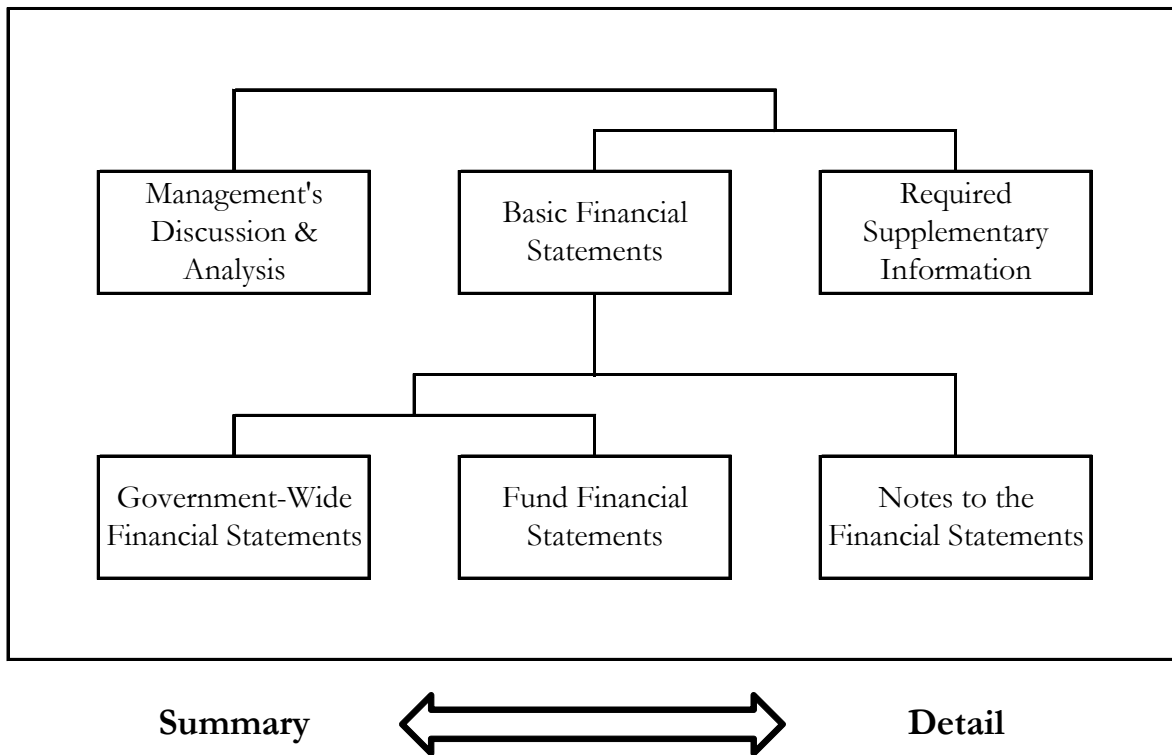 Management's
Discussion &
Analysis
Basic Financial
Statements
Required
Supplementary
Information
Government-Wide
Financial Statements
Fund Financial
Statements
Notes to the
Financial Statements
Summary
Detail